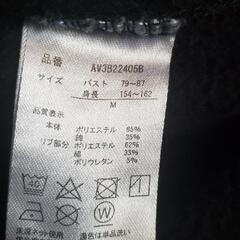 品番 AV3B22405B
サイズ バスト 79~87
身長 154~162
M
品質表示
本体 ポリエステル 65%
綿 35%
リブ部分 ポリエステル 62%
綿 33%
ポリウレタン 5%
40
W